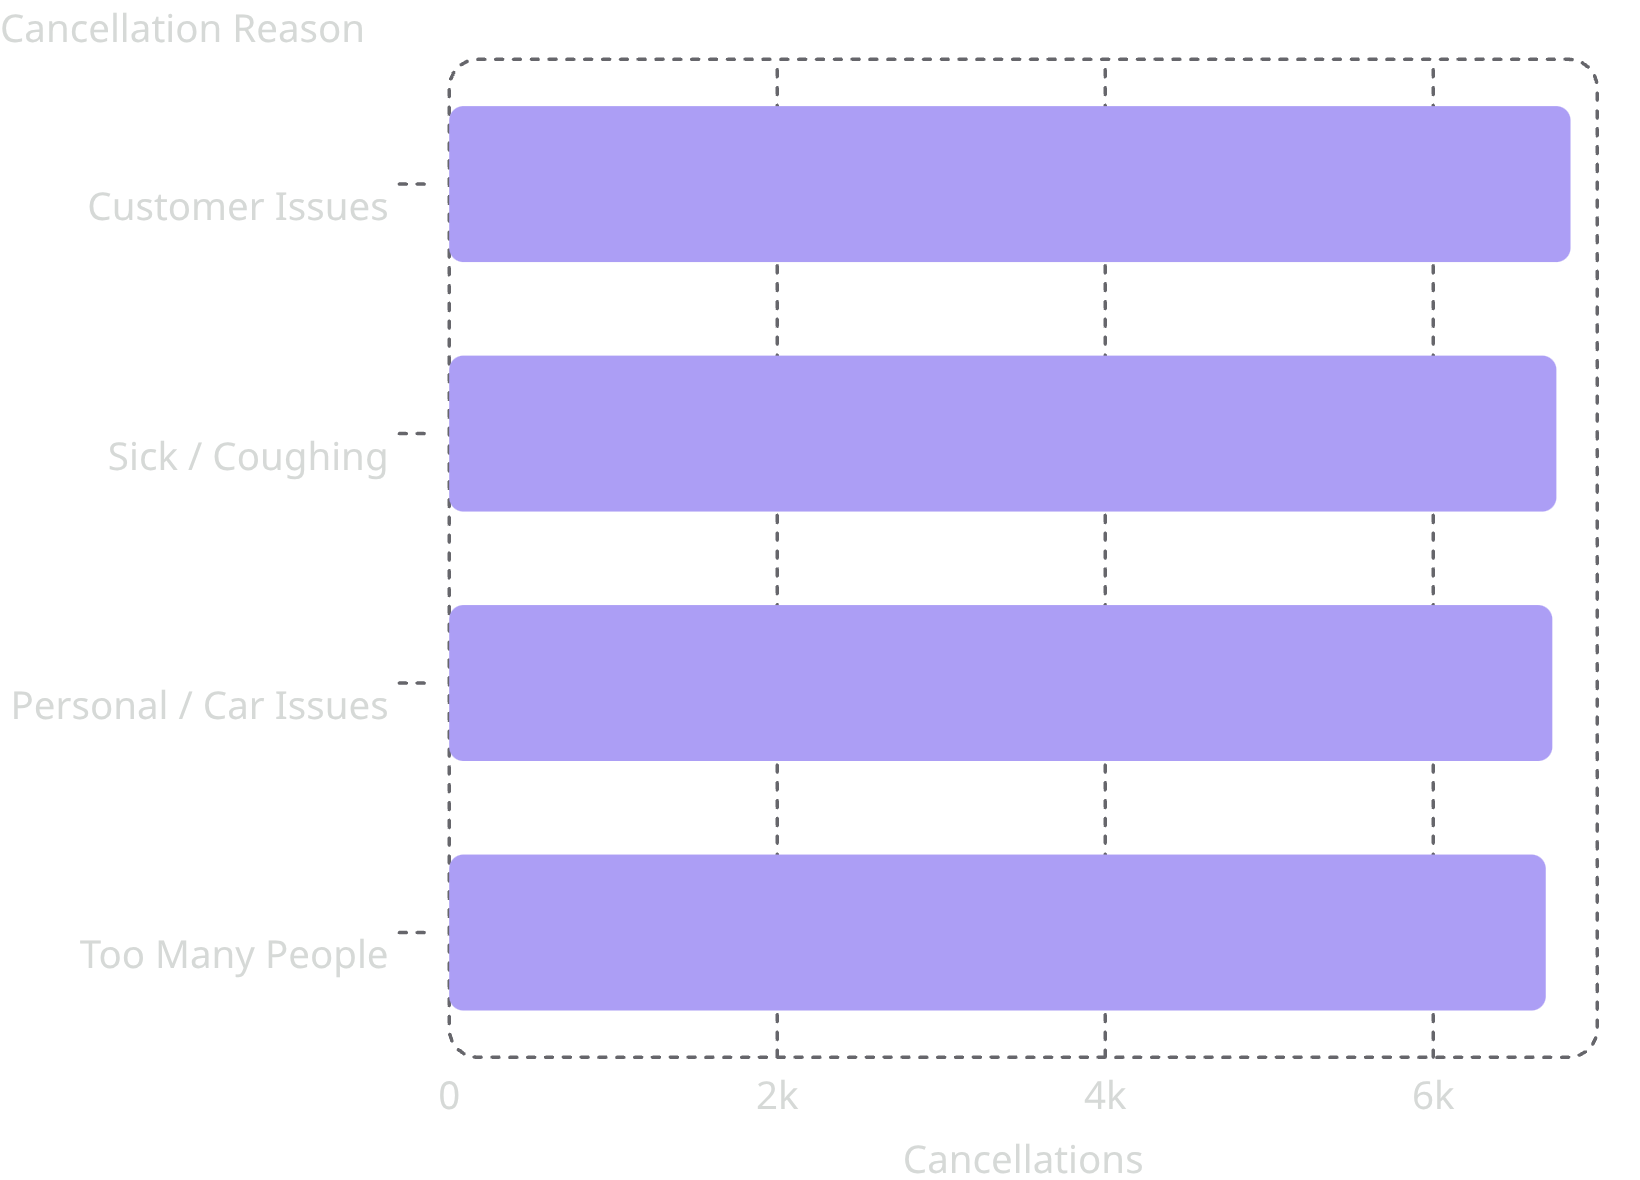 Cancellation Reason
Customer Issues
Sick / Coughing
Personal / Car Issues
Too Many People
0 2k 4k 6k
Cancellations